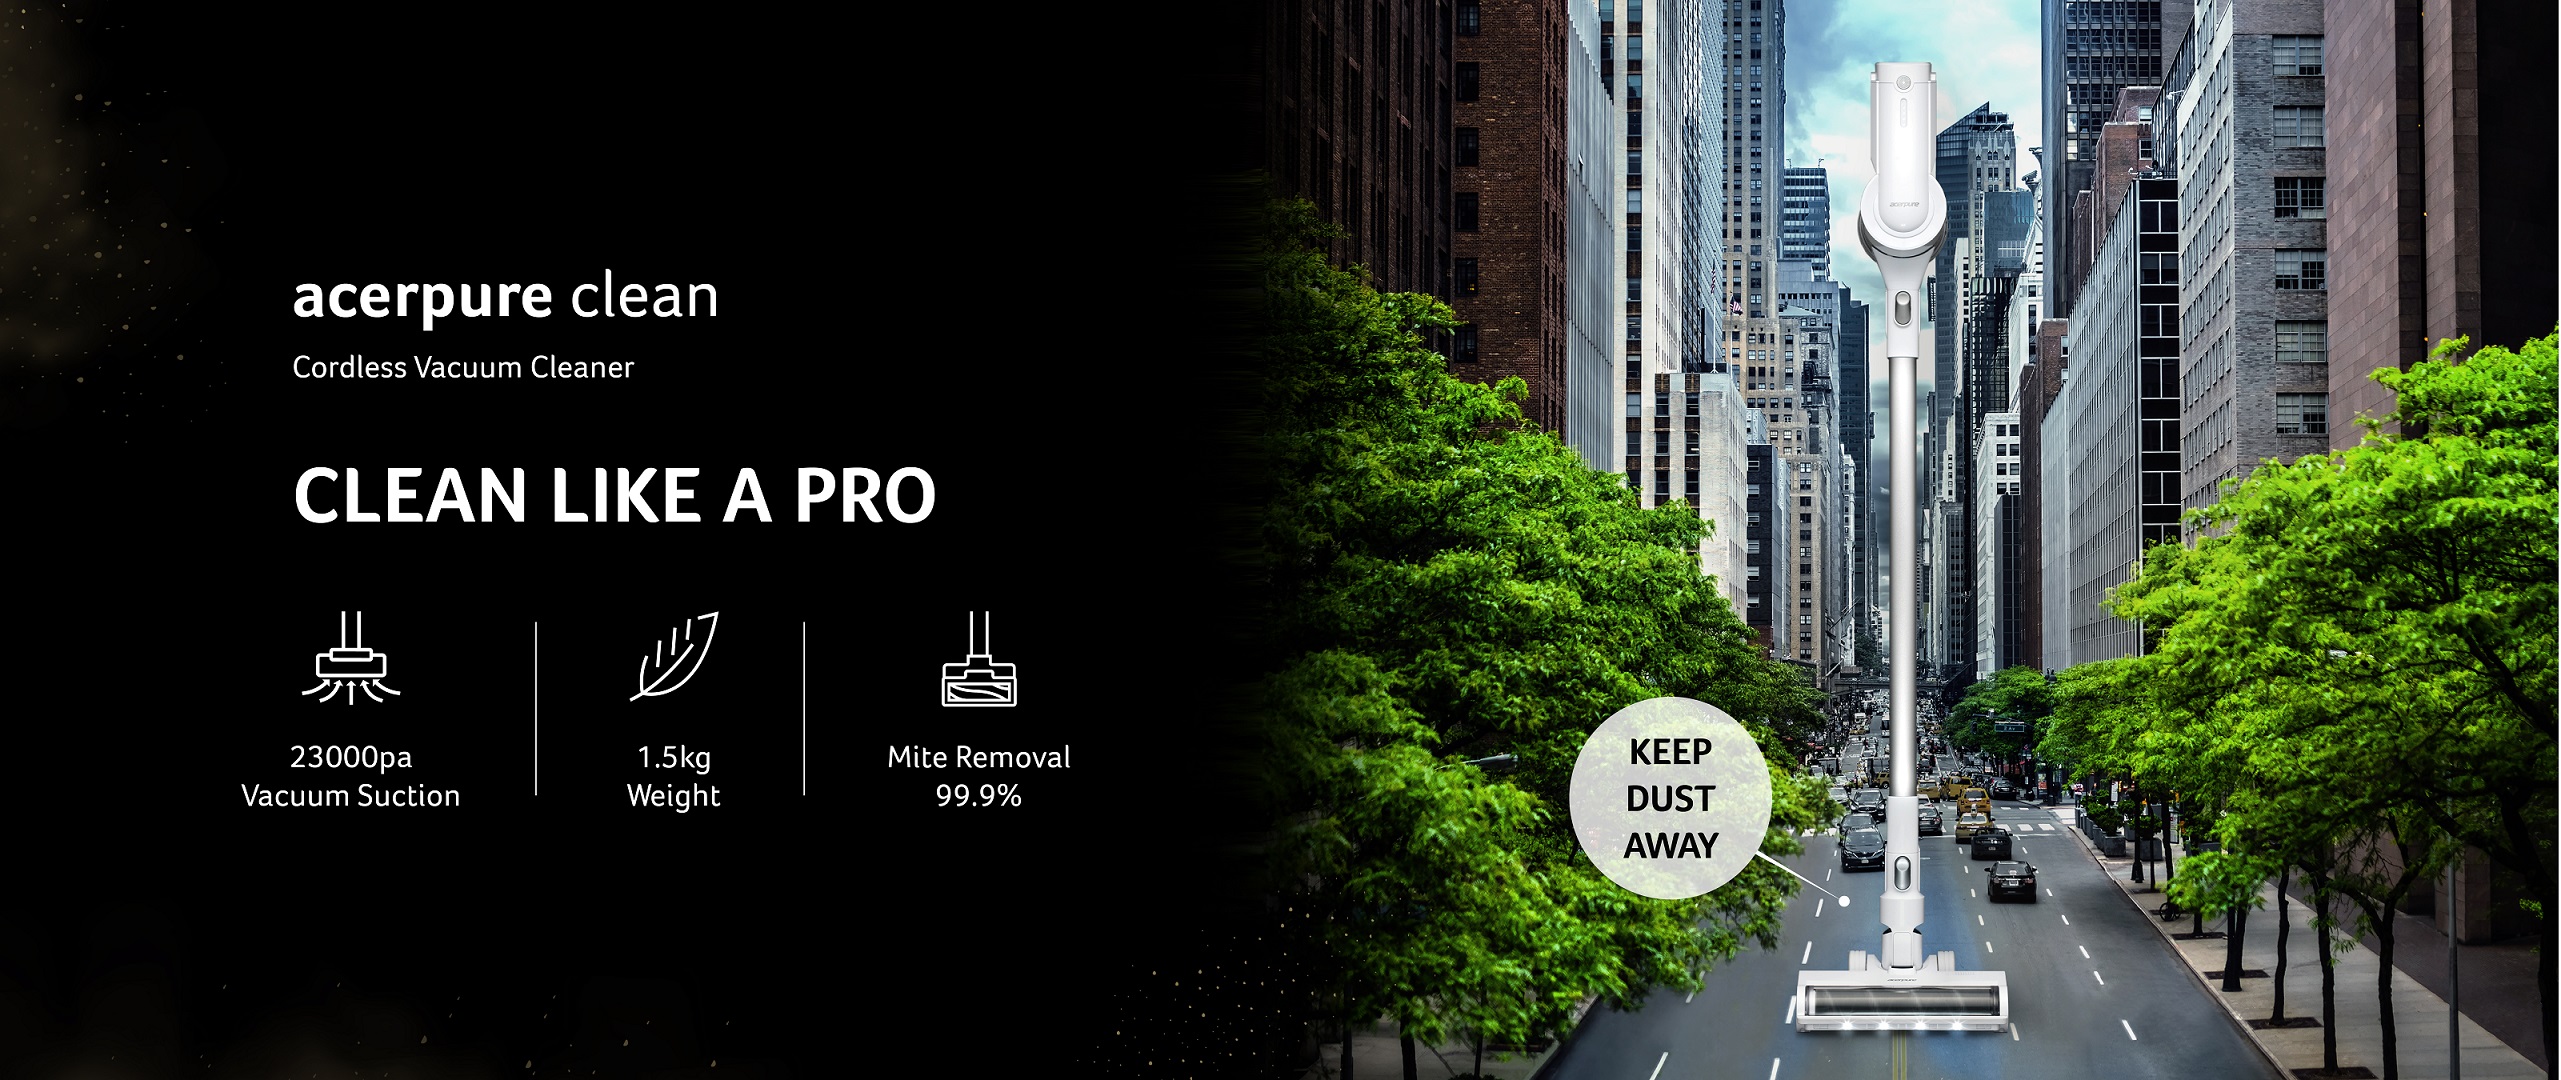 acerpure clean
Cordless Vacuum Cleaner
CLEAN LIKE A PRO
23000pa
Vacuum Suction
1.5kg
Weight
Mite Removal
99.9%
KEEP
DUST
AWAY
acerpure